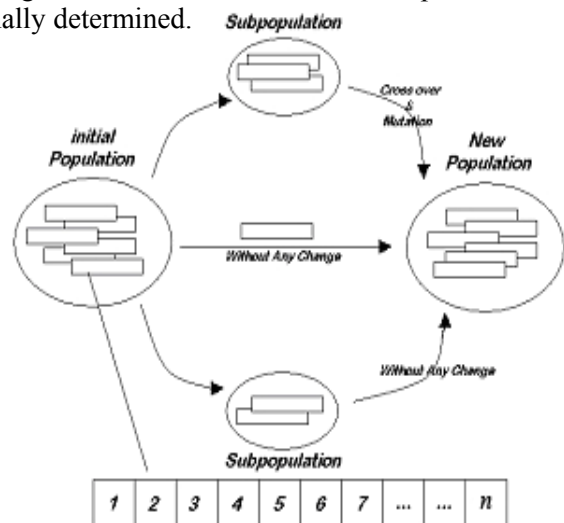 ally determined.
Subpopulation
Cross over
&
Mutation
initial
Population
New
Population
Without Any Change
Without Any Change
Subpopulation
1 2 3 4 5 6 7 ... ... n